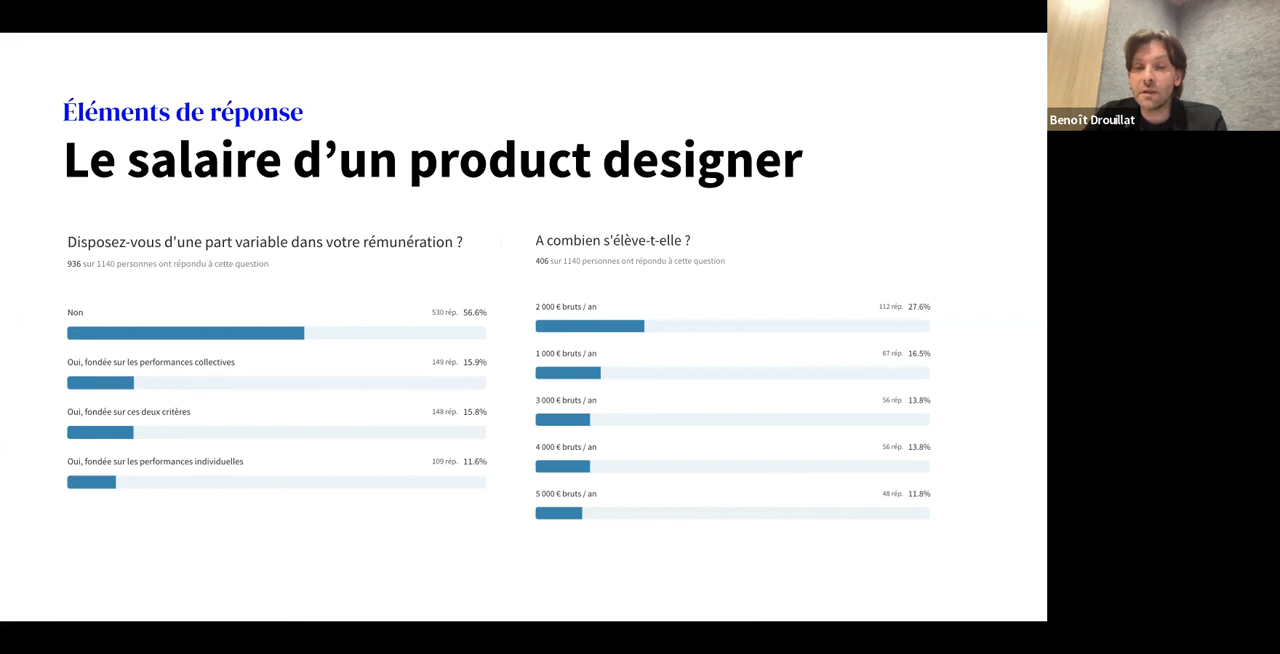 Éléments de réponse
Le salaire d’un product designer
Disposez-vous d'une part variable dans votre rémunération ?
936 sur 1140 personnes ont répondu à cette question
Non 530 rép. 56.6%
Oui, fondée sur les performances collectives 149 rép. 15.9%
Oui, fondée sur ces deux critères 148 rép. 15.8%
Oui, fondée sur les performances individuelles 109 rép. 11.6%
A combien s'élève-t-elle ?
406 sur 1140 personnes ont répondu à cette question
2 000 € bruts / an 112 rép. 27.6%
1 000 € bruts / an 67 rép. 16.5%
3 000 € bruts / an 56 rép. 13.8%
4 000 € bruts / an 56 rép. 13.8%
5 000 € bruts / an 48 rép. 11.8%
Benoît Drouillat